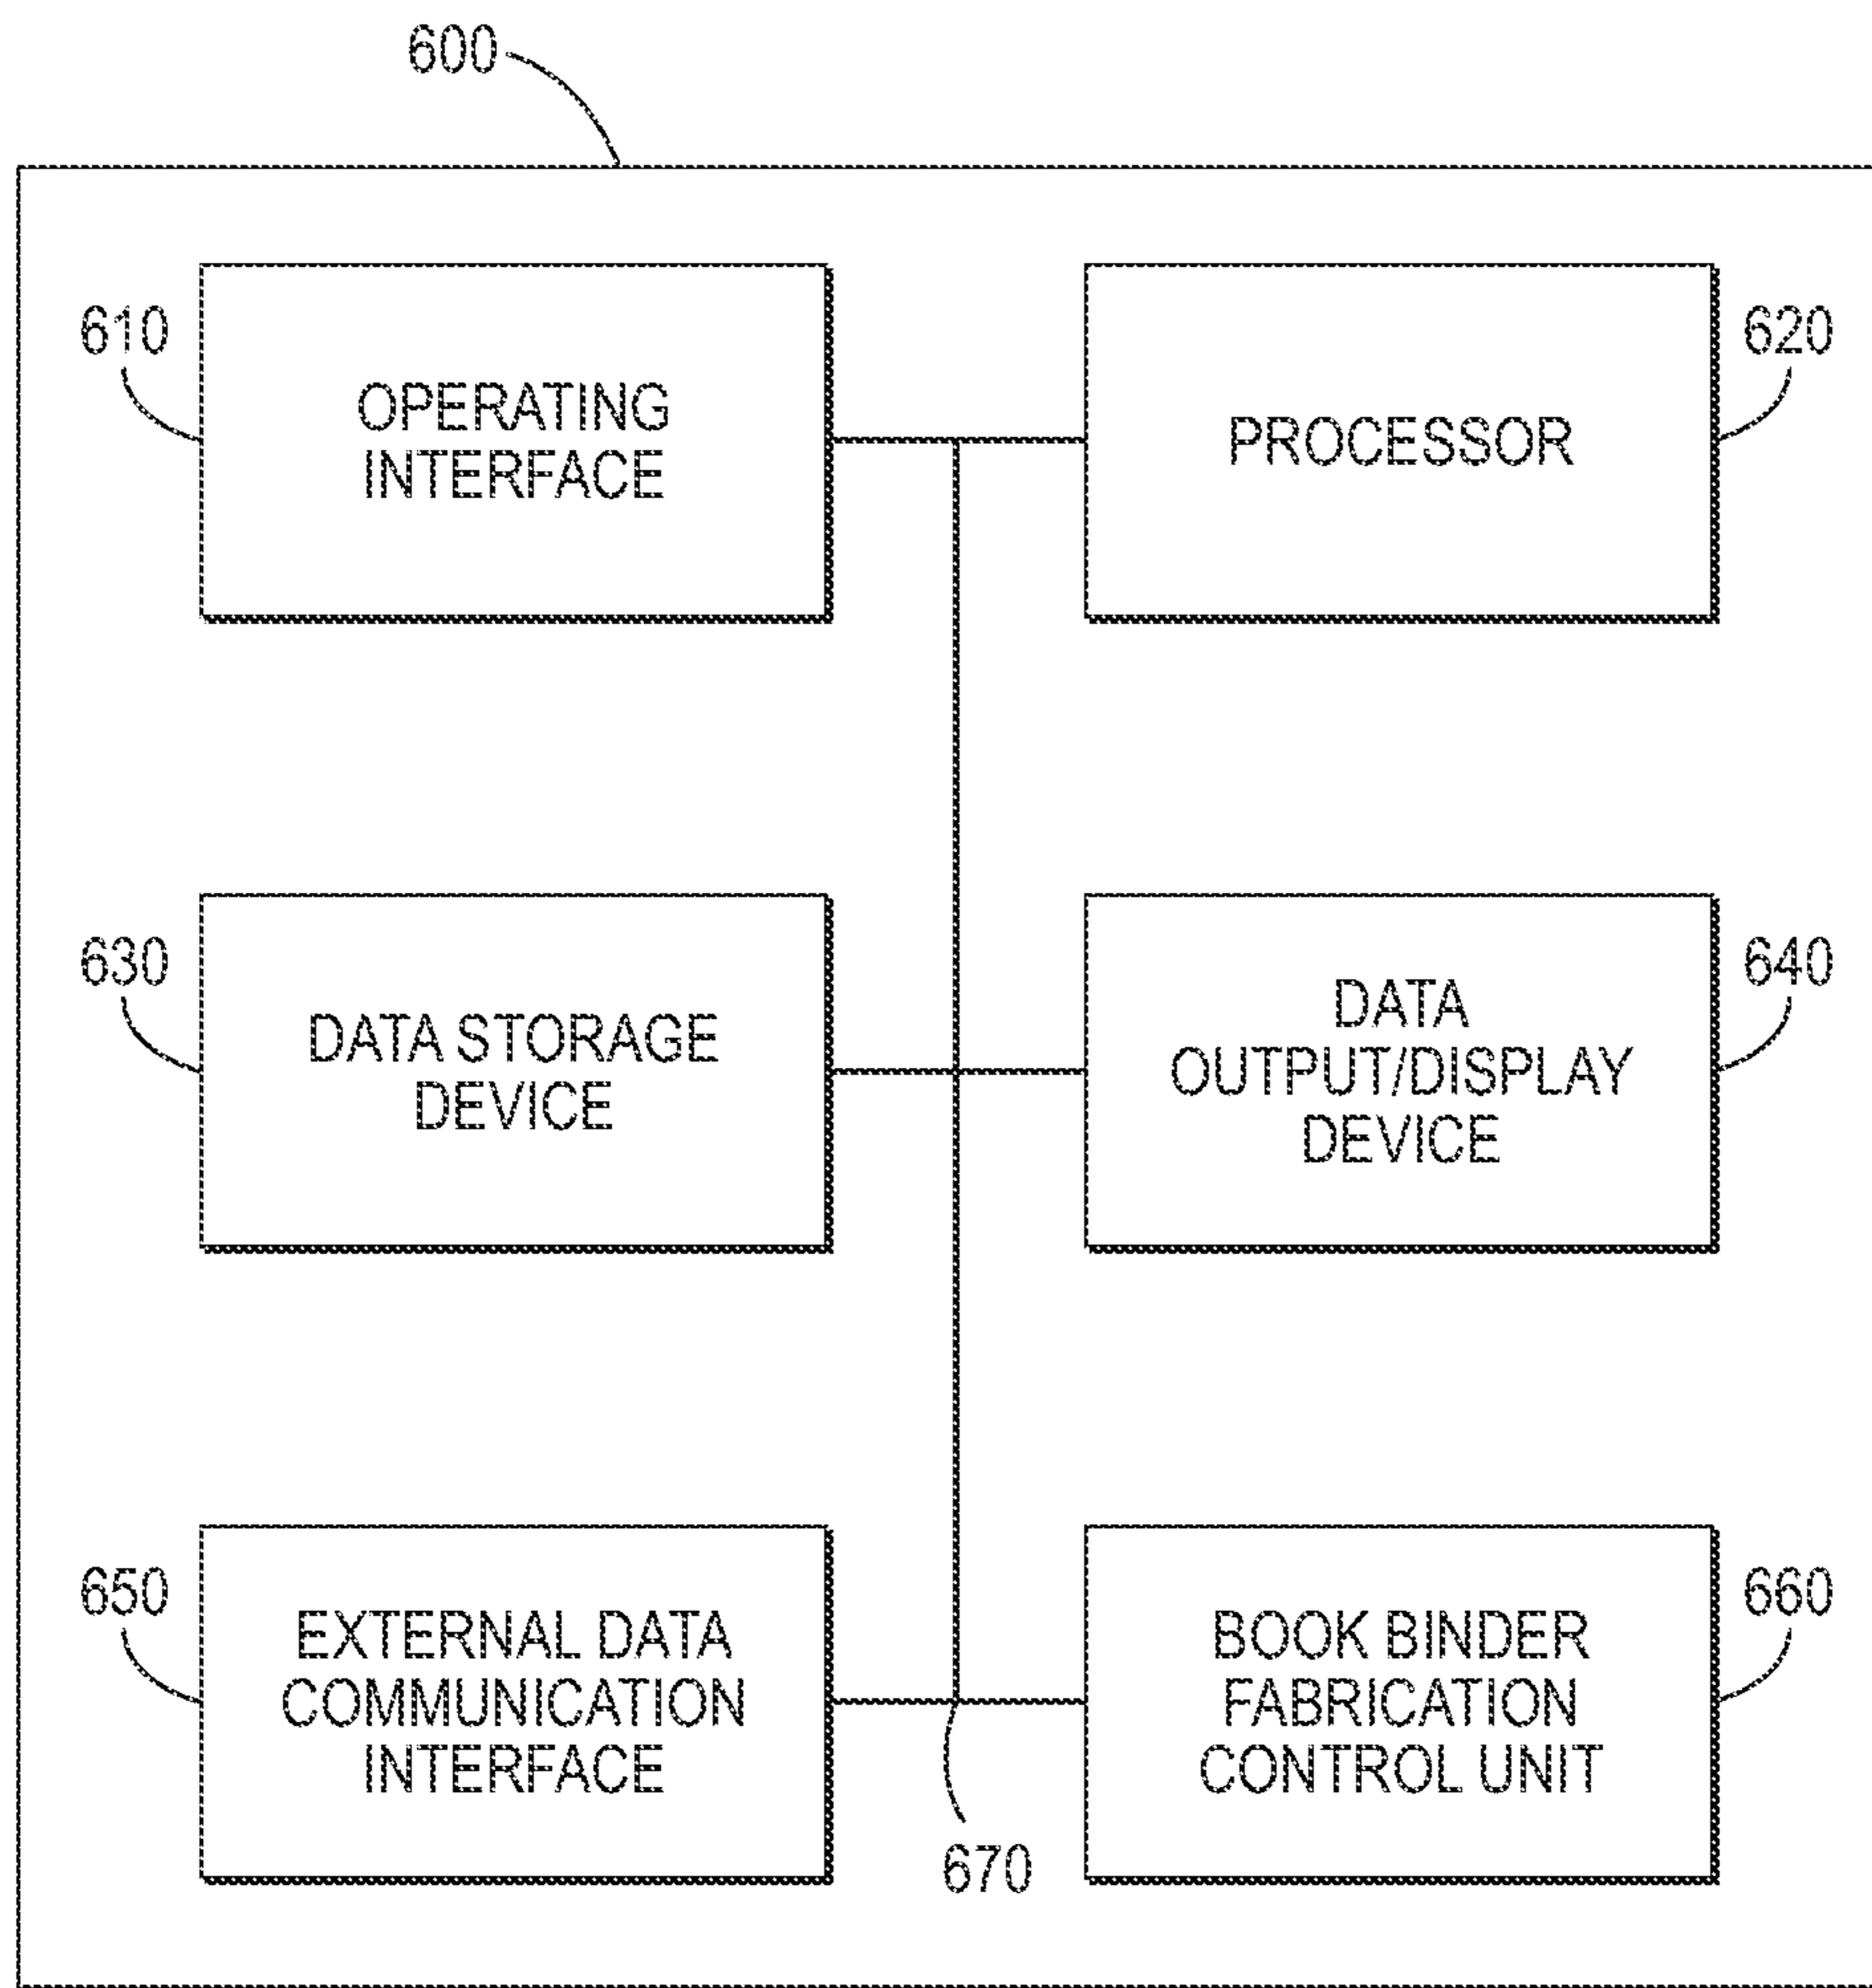 600
610
OPERATING
INTERFACE
PROCESSOR
620
630
DATA STORAGE
DEVICE
DATA
OUTPUT/DISPLAY
DEVICE
640
650
EXTERNAL DATA
COMMUNICATION
INTERFACE
BOOK BINDER
FABRICATION
CONTROL UNIT
660
670